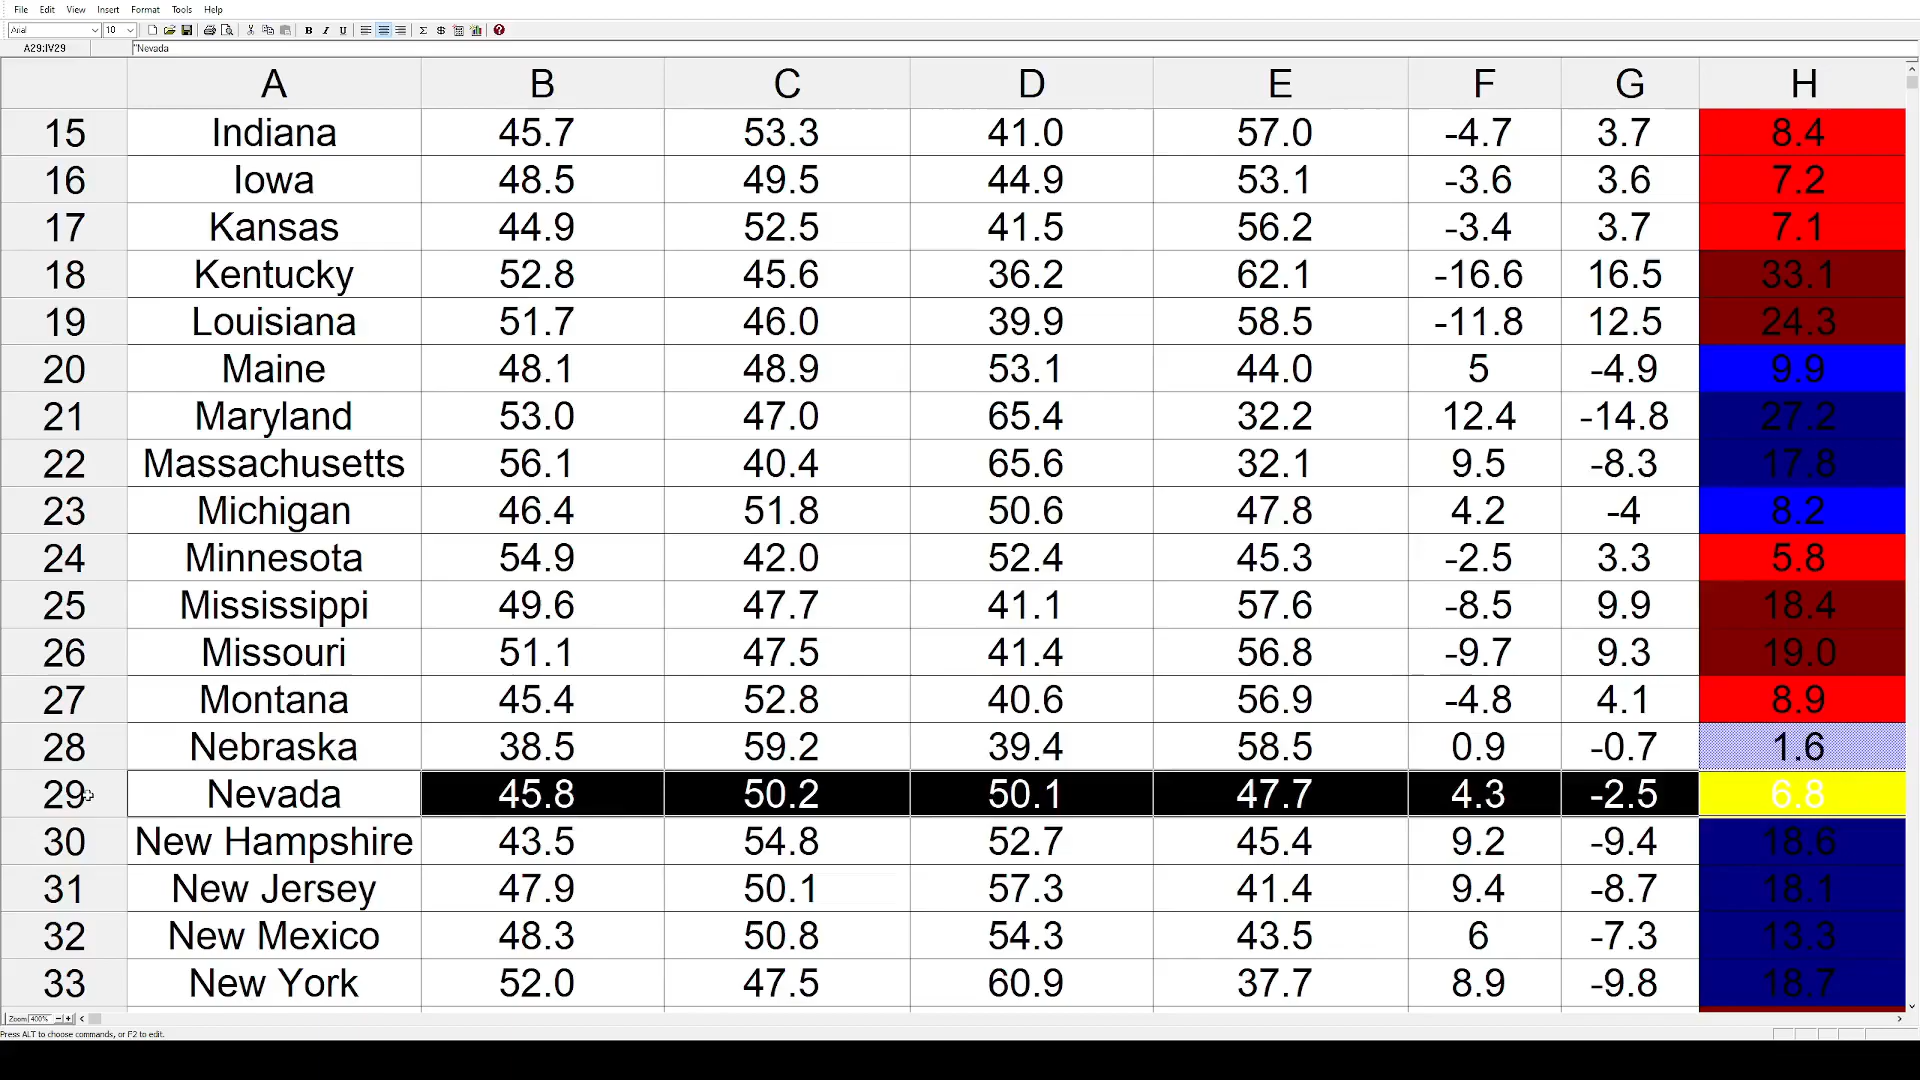 File Edit View Insert Format Tools Help
Arial 10 B I U Σ $ ?
A29:IV29 "Nevada
A B C D E F G H
15 Indiana 45.7 53.3 41.0 57.0 -4.7 3.7 8.4
16 Iowa 48.5 49.5 44.9 53.1 -3.6 3.6 7.2
17 Kansas 44.9 52.5 41.5 56.2 -3.4 3.7 7.1
18 Kentucky 52.8 45.6 36.2 62.1 -16.6 16.5 33.1
19 Louisiana 51.7 46.0 39.9 58.5 -11.8 12.5 24.3
20 Maine 48.1 48.9 53.1 44.0 5 -4.9 9.9
21 Maryland 53.0 47.0 65.4 32.2 12.4 -14.8 27.2
22 Massachusetts 56.1 40.4 65.6 32.1 9.5 -8.3 17.8
23 Michigan 46.4 51.8 50.6 47.8 4.2 -4 8.2
24 Minnesota 54.9 42.0 52.4 45.3 -2.5 3.3 5.8
25 Mississippi 49.6 47.7 41.1 57.6 -8.5 9.9 18.4
26 Missouri 51.1 47.5 41.4 56.8 -9.7 9.3 19.0
27 Montana 45.4 52.8 40.6 56.9 -4.8 4.1 8.9
28 Nebraska 38.5 59.2 39.4 58.5 0.9 -0.7 1.6
29 Nevada 45.8 50.2 50.1 47.7 4.3 -2.5 6.8
30 New Hampshire 43.5 54.8 52.7 45.4 9.2 -9.4 18.6
31 New Jersey 47.9 50.1 57.3 41.4 9.4 -8.7 18.1
32 New Mexico 48.3 50.8 54.3 43.5 6 -7.3 13.3
33 New York 52.0 47.5 60.9 37.7 8.9 -9.8 18.7
Zoom 400% - +
Press ALT to choose commands, or F2 to edit.